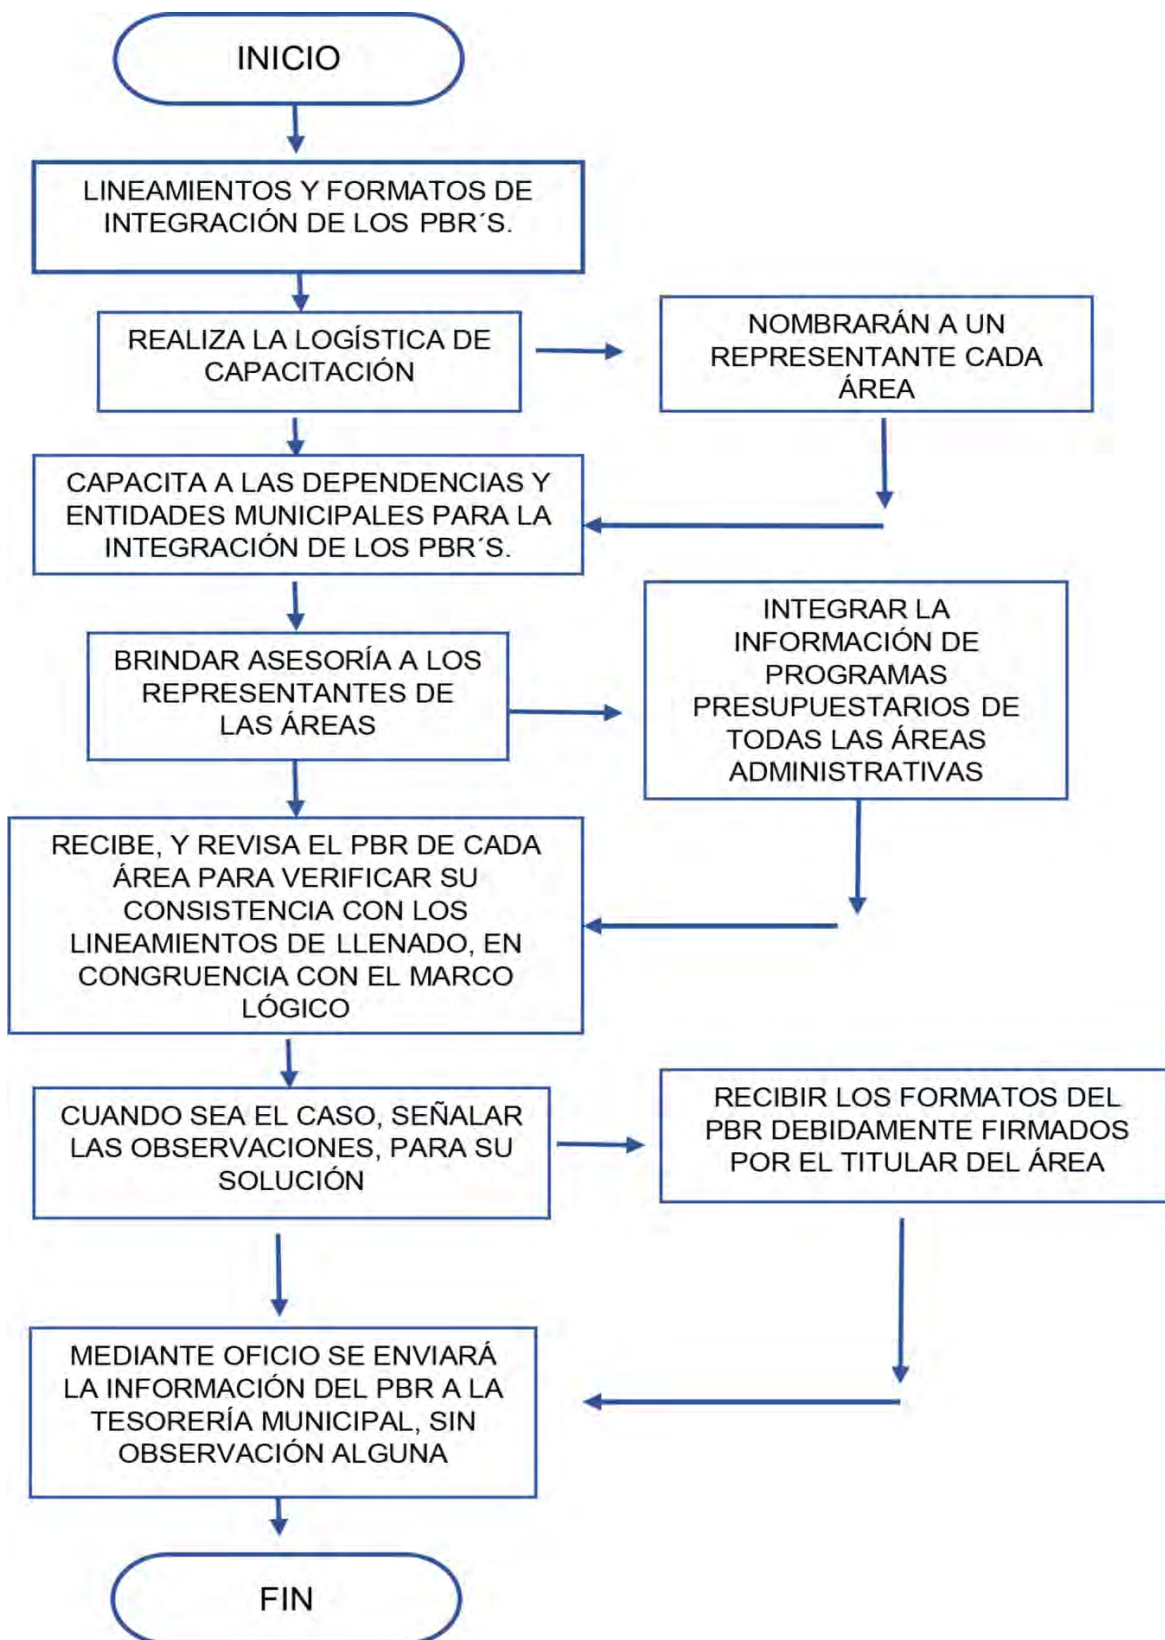 INICIO
LINEAMIENTOS Y FORMATOS DE
INTEGRACIÓN DE LOS PBR´S.
REALIZA LA LOGÍSTICA DE
CAPACITACIÓN
NOMBRARÁN A UN
REPRESENTANTE CADA
ÁREA
CAPACITA A LAS DEPENDENCIAS Y
ENTIDADES MUNICIPALES PARA LA
INTEGRACIÓN DE LOS PBR´S.
BRINDAR ASESORÍA A LOS
REPRESENTANTES DE
LAS ÁREAS
INTEGRAR LA
INFORMACIÓN DE
PROGRAMAS
PRESUPUESTARIOS DE
TODAS LAS ÁREAS
ADMINISTRATIVAS
RECIBE, Y REVISA EL PBR DE CADA
ÁREA PARA VERIFICAR SU
CONSISTENCIA CON LOS
LINEAMIENTOS DE LLENADO, EN
CONGRUENCIA CON EL MARCO
LÓGICO
CUANDO SEA EL CASO, SEÑALAR
LAS OBSERVACIONES, PARA SU
SOLUCIÓN
RECIBIR LOS FORMATOS DEL
PBR DEBIDAMENTE FIRMADOS
POR EL TITULAR DEL ÁREA
MEDIANTE OFICIO SE ENVIARÁ
LA INFORMACIÓN DEL PBR A LA
TESORERÍA MUNICIPAL, SIN
OBSERVACIÓN ALGUNA
FIN